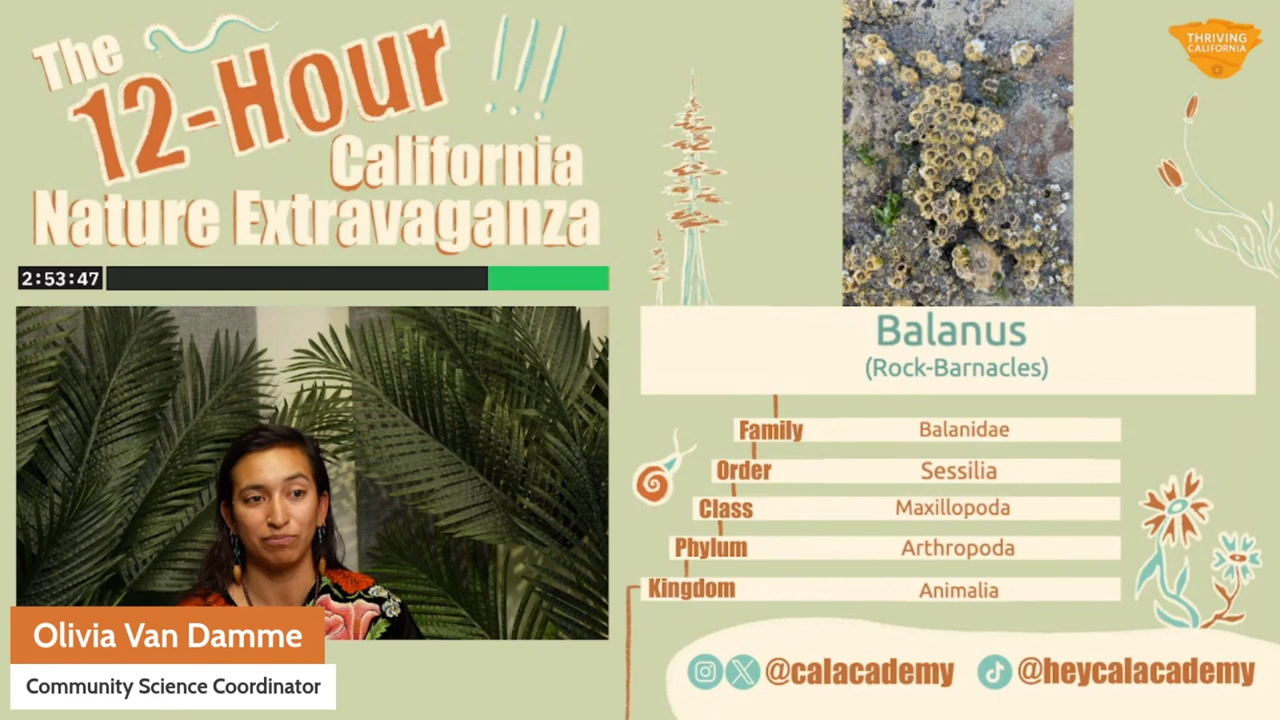 The
12-Hour!!!
California
Nature Extravaganza
2:53:47
Olivia Van Damme
Community Science Coordinator
THRIVING
CALIFORNIA
Balanus
(Rock-Barnacles)
Family Balanidae
Order Sessilia
Class Maxillopoda
Phylum Arthropoda
Kingdom Animalia
@calacademy @heycalacademy